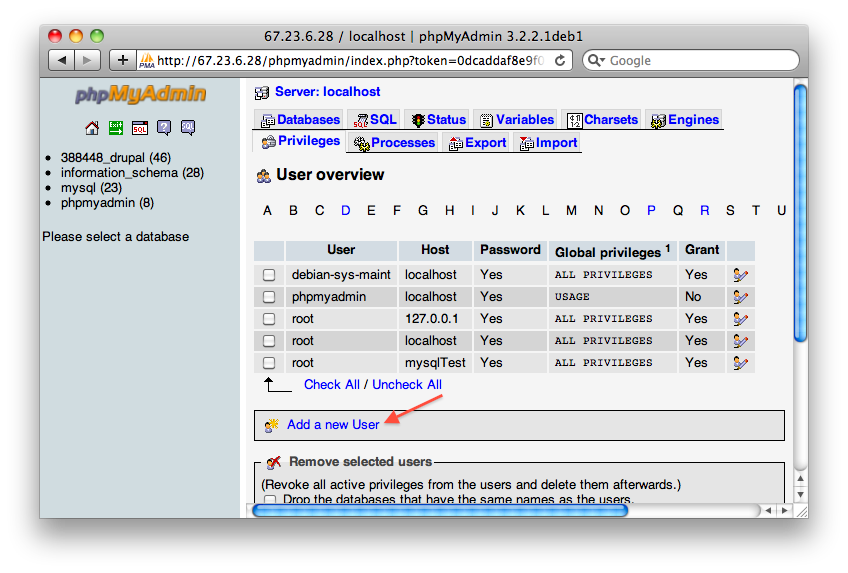 67.23.6.28 / localhost | phpMyAdmin 3.2.2.1deb1
PMA http://67.23.6.28/phpmyadmin/index.php?token=0dcaddaf8e9f0
Google
phpMyAdmin
EXIT SQL ? SQL
388448_drupal (46)
information_schema (28)
mysql (23)
phpmyadmin (8)
Please select a database
Server: localhost
Databases SQL Status Variables Charsets Engines
Privileges Processes Export Import
User overview
A B C D E F G H I J K L M N O P Q R S T U
User Host Password Global privileges 1 Grant
debian-sys-maint localhost Yes ALL PRIVILEGES Yes
phpmyadmin localhost Yes USAGE No
root 127.0.0.1 Yes ALL PRIVILEGES Yes
root localhost Yes ALL PRIVILEGES Yes
root mysqlTest Yes ALL PRIVILEGES Yes
Check All / Uncheck All
Add a new User
Remove selected users
(Revoke all active privileges from the users and delete them afterwards.)
Drop the databases that have the same names as the users.